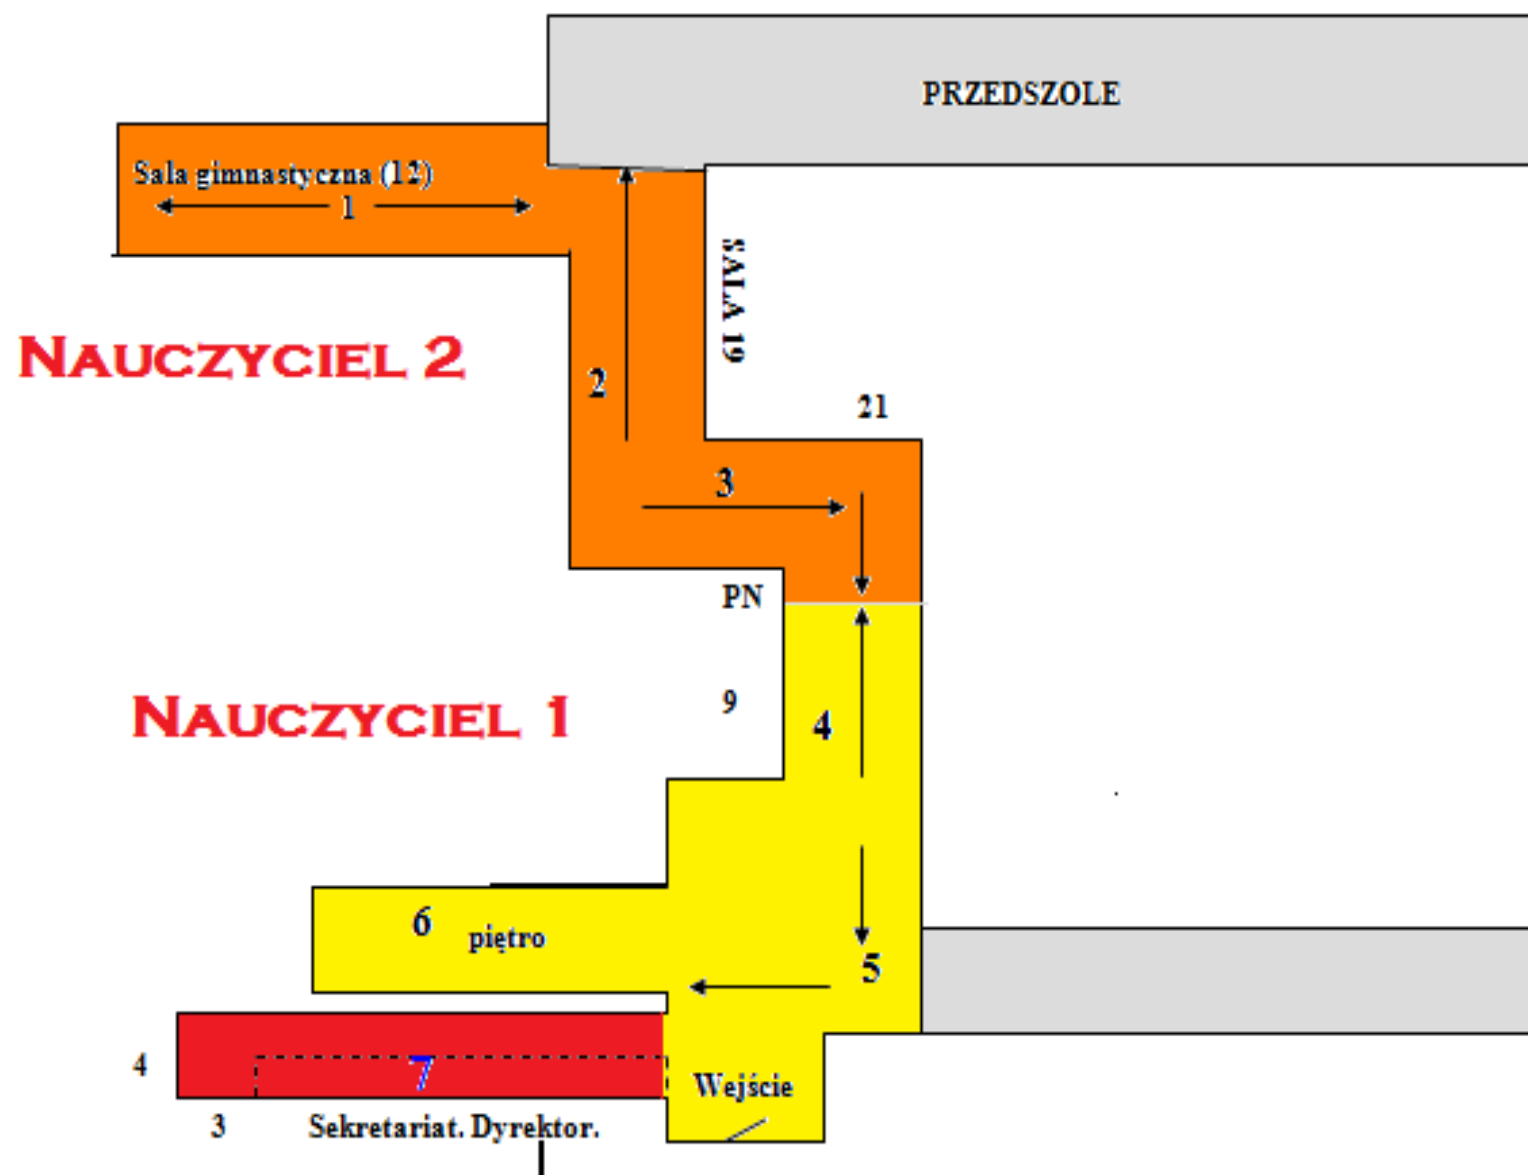 PRZEDSZOLE
Sala gimnastyczna (12)
1
SALA 19
NAUCZYCIEL 2
2
21
3
PN
9
NAUCZYCIEL 1
4
6
piętro
5
4
7
Wejście
3
Sekretariat. Dyrektor.